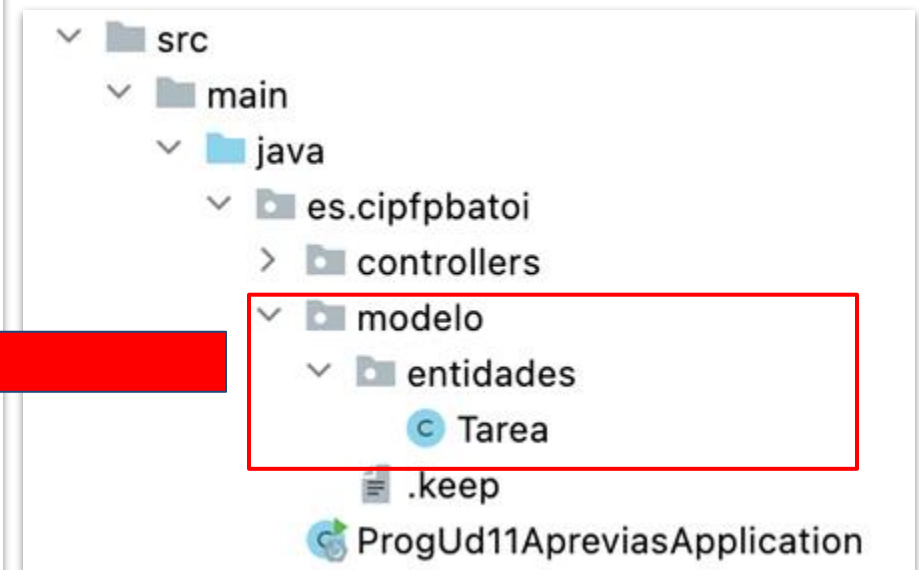 src
main
java
es.cipfpbatoi
controllers
modelo
entidades
C Tarea
.keep
ProgUd11ApreviasApplication